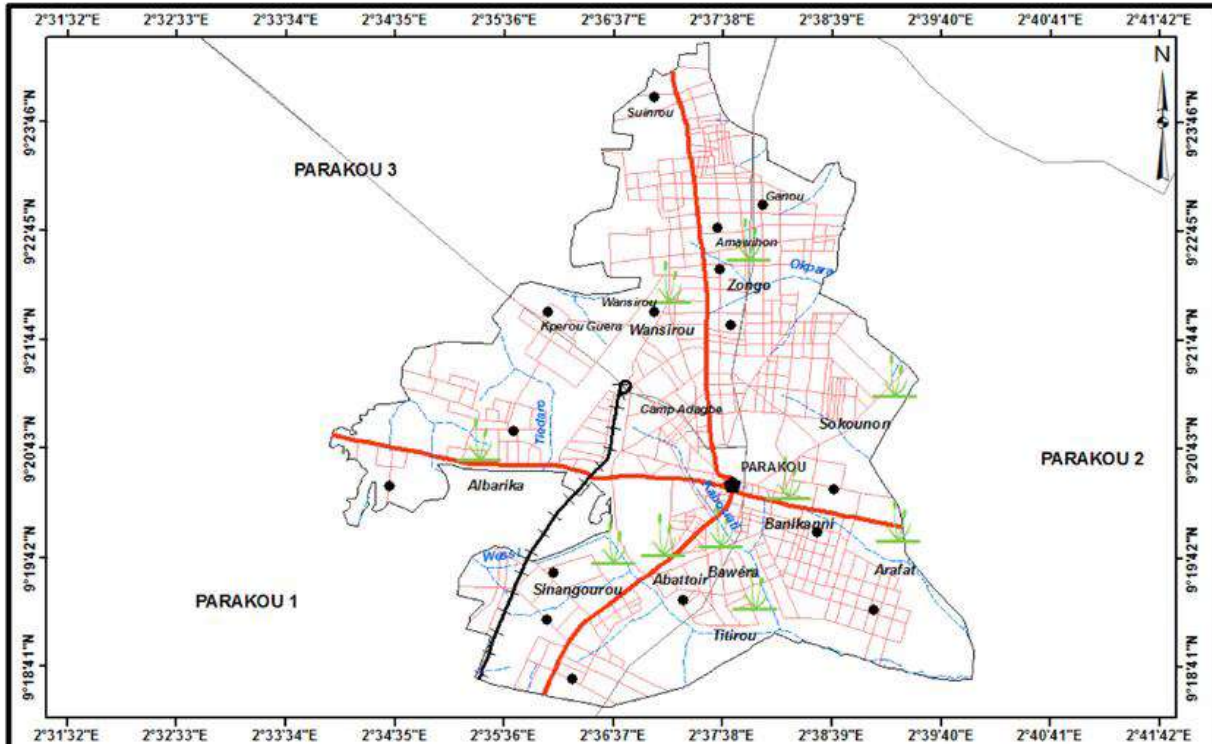 2°31'32"E 2°32'33"E 2°33'34"E 2°34'35"E 2°35'36"E 2°36'37"E 2°37'38"E 2°38'39"E 2°39'40"E 2°40'41"E 2°41'42"E
N
Suinrou
9°23'46"N
9°23'46"N
PARAKOU 3
Ganou
9°22'45"N
9°22'45"N
Amawihon
Okpara
Zongo
Wansirou
Kperou Guera
Wansirou
9°21'44"N
9°21'44"N
Camp Adagbe
Tiodaro
Sokounon
9°20'43"N
9°20'43"N
PARAKOU 2
PARAKOU
Albarika
Kabouati
Banikanni
9°19'42"N
9°19'42"N
Wossi
Arafat
Bawéra
Abattoir
Sinangourou
PARAKOU 1
Titirou
9°18'41"N
9°18'41"N
2°31'32"E 2°32'33"E 2°33'34"E 2°34'35"E 2°35'36"E 2°36'37"E 2°37'38"E 2°38'39"E 2°39'40"E 2°40'41"E 2°41'42"E